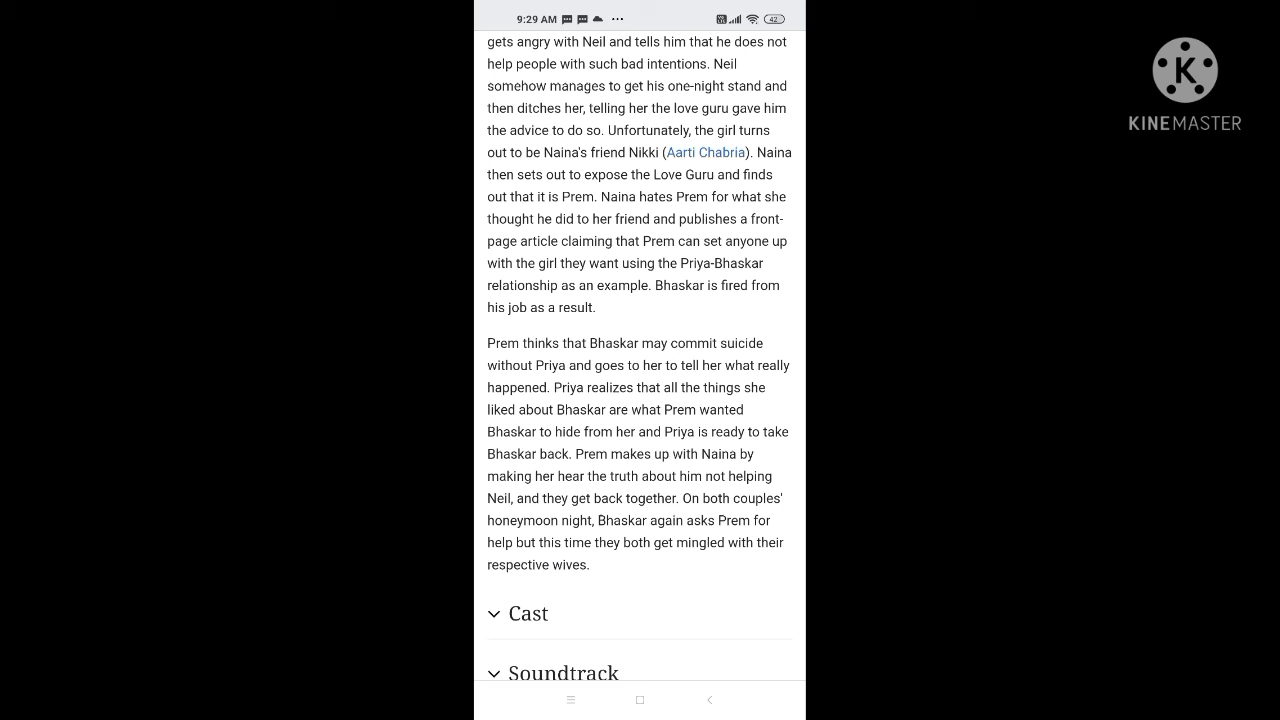 9:29 AM
42
gets angry with Neil and tells him that he does not
help people with such bad intentions. Neil
somehow manages to get his one-night stand and
then ditches her, telling her the love guru gave him
the advice to do so. Unfortunately, the girl turns
out to be Naina's friend Nikki (Aarti Chabria). Naina
then sets out to expose the Love Guru and finds
out that it is Prem. Naina hates Prem for what she
thought he did to her friend and publishes a front-
page article claiming that Prem can set anyone up
with the girl they want using the Priya-Bhaskar
relationship as an example. Bhaskar is fired from
his job as a result.
Prem thinks that Bhaskar may commit suicide
without Priya and goes to her to tell her what really
happened. Priya realizes that all the things she
liked about Bhaskar are what Prem wanted
Bhaskar to hide from her and Priya is ready to take
Bhaskar back. Prem makes up with Naina by
making her hear the truth about him not helping
Neil, and they get back together. On both couples'
honeymoon night, Bhaskar again asks Prem for
help but this time they both get mingled with their
respective wives.
Cast
Soundtrack
K
KINEMASTER